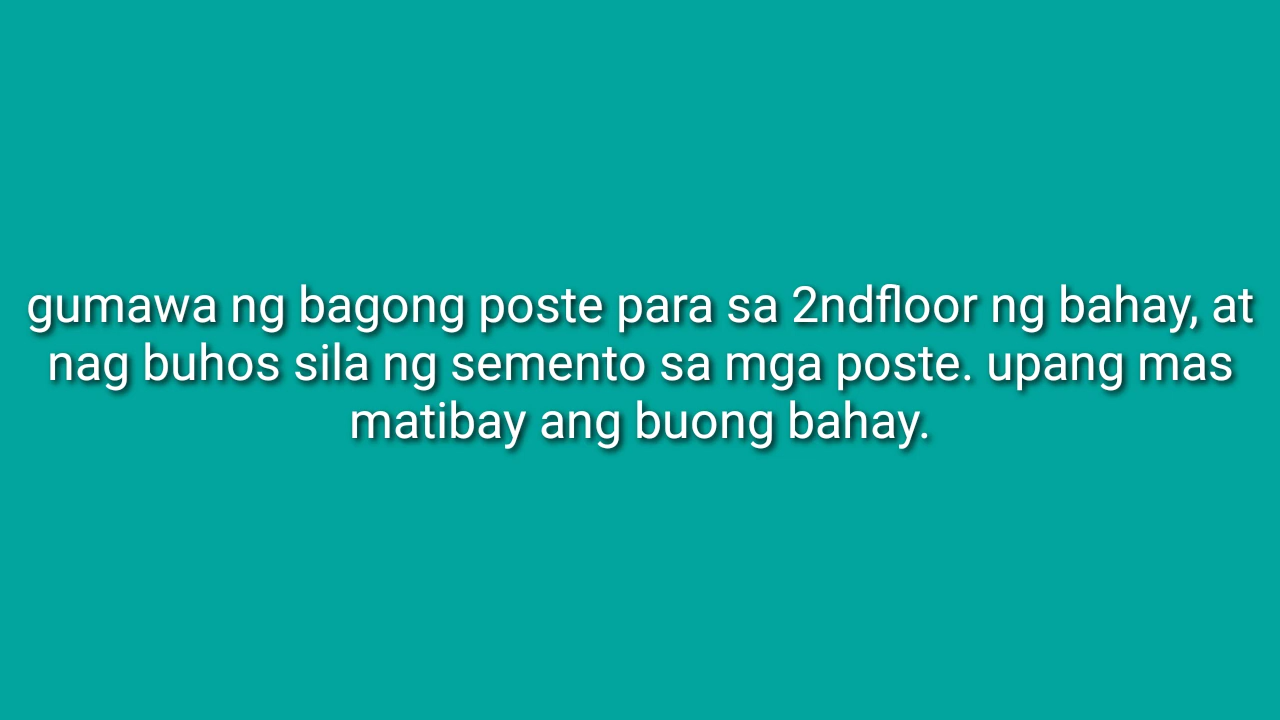 gumawa ng bagong poste para sa 2ndfloor ng bahay, at
nag buhos sila ng semento sa mga poste. upang mas
matibay ang buong bahay.